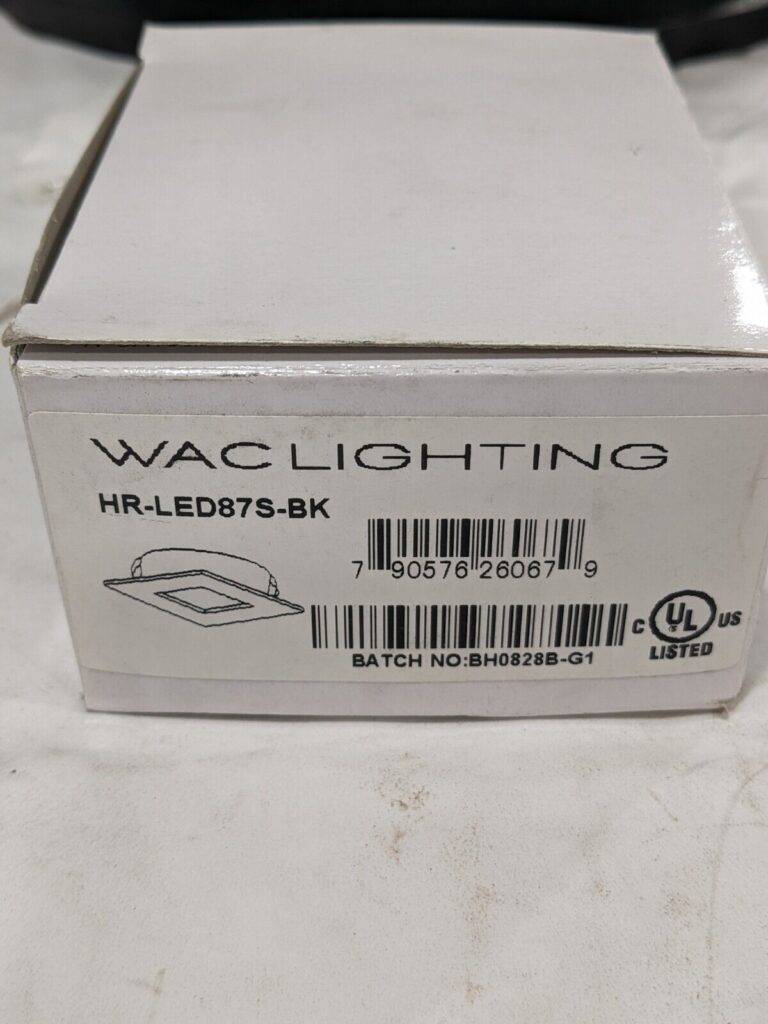 WAC LIGHTING
HR-LED87S-BK
7 90576 26067 9
C UL US
LISTED
BATCH NO:BH0828B-G1